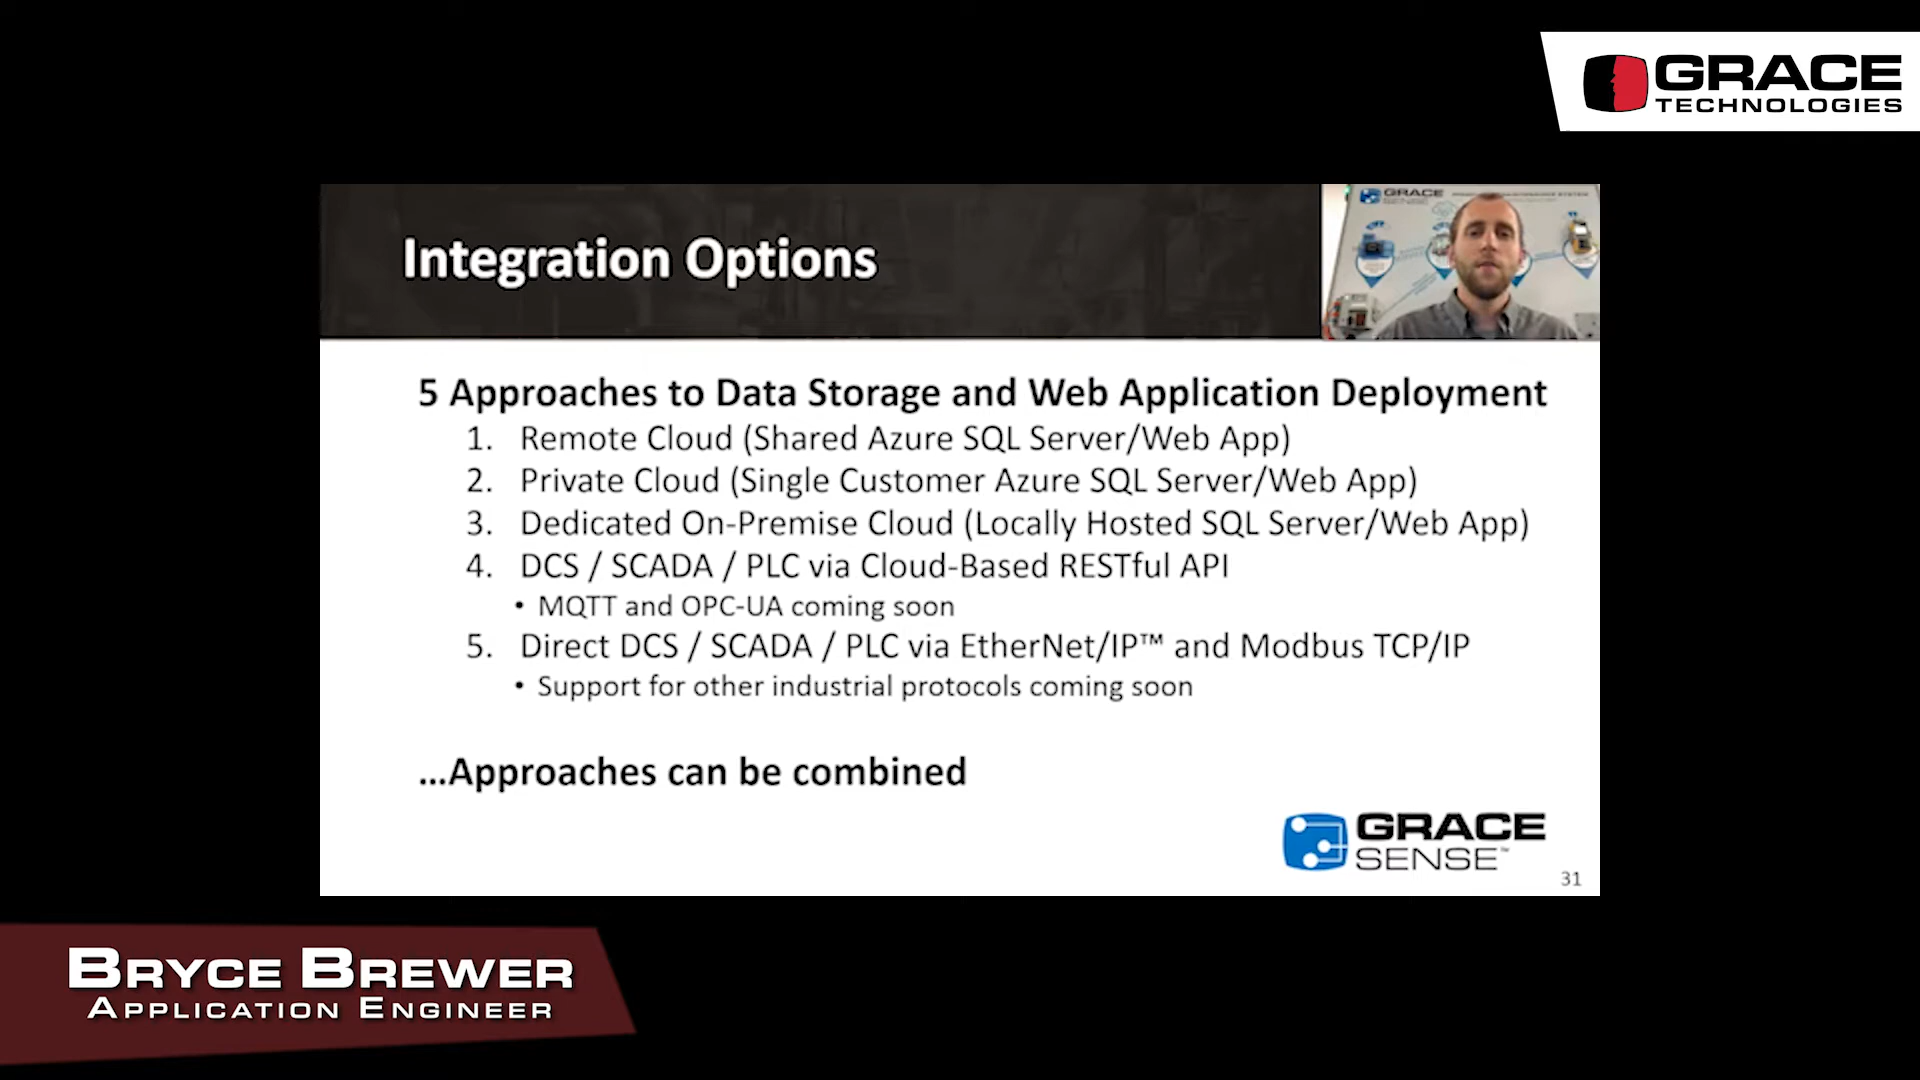 GRACE
TECHNOLOGIES
GRACE
Integration Options
5 Approaches to Data Storage and Web Application Deployment
1. Remote Cloud (Shared Azure SQL Server/Web App)
2. Private Cloud (Single Customer Azure SQL Server/Web App)
3. Dedicated On-Premise Cloud (Locally Hosted SQL Server/Web App)
4. DCS / SCADA / PLC via Cloud-Based RESTful API
• MQTT and OPC-UA coming soon
5. Direct DCS / SCADA / PLC via EtherNet/IP™ and Modbus TCP/IP
• Support for other industrial protocols coming soon
...Approaches can be combined
GRACE
SENSE™
31
BRYCE BREWER
APPLICATION ENGINEER